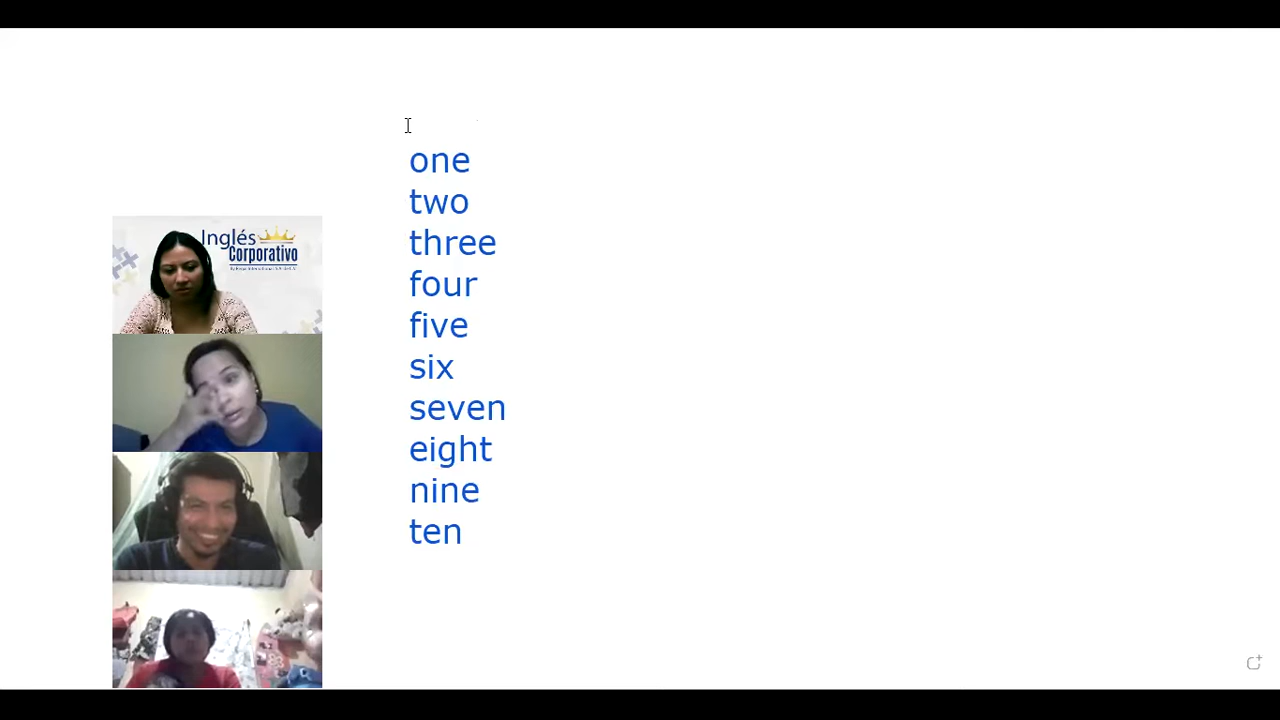 Inglés
Corporativo
one
two
three
four
five
six
seven
eight
nine
ten